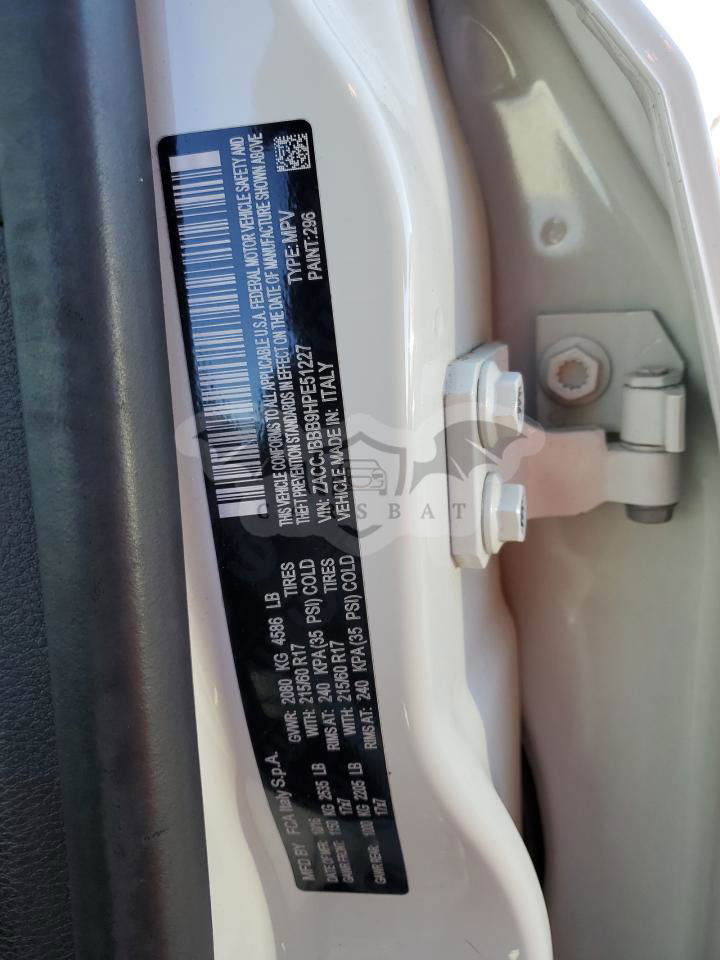 MFD BY FCA Italy S.p.A.
DATE OF MFR: 10/16 GVWR: 2080 KG 4586 LB
GAWR FRONT: 1150 KG 2535 LB WITH: 215/60 R17 TIRES
17x7 RIMS AT: 240 KPA(35 PSI) COLD
GAWR REAR: 1000 KG 2205 LB WITH: 215/60 R17 TIRES
17x7 RIMS AT: 240 KPA(35 PSI) COLD
THIS VEHICLE CONFORMS TO ALL APPLICABLE U.S.A. FEDERAL MOTOR VEHICLE SAFETY AND
THEFT PREVENTION STANDARDS IN EFFECT ON THE DATE OF MANUFACTURE SHOWN ABOVE.
VIN: ZACCJBBB9HPE51227 TYPE: MPV
VEHICLE MADE IN: ITALY PAINT: 296
CARSBAT